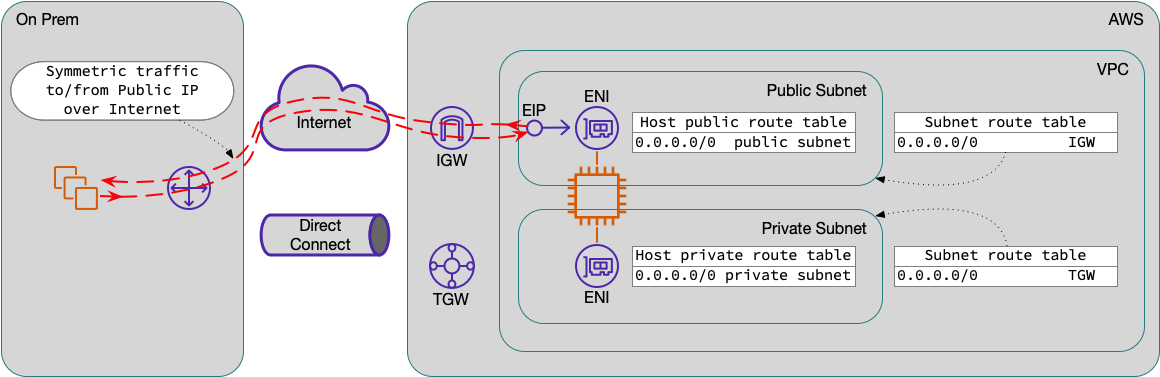 On Prem
Symmetric traffic
to/from Public IP
over Internet
Internet
Direct
Connect
AWS
VPC
IGW
TGW
Public Subnet
EIP
ENI
Host public route table
0.0.0.0/0 public subnet
Subnet route table
0.0.0.0/0 IGW
Private Subnet
Host private route table
0.0.0.0/0 private subnet
ENI
Subnet route table
0.0.0.0/0 TGW